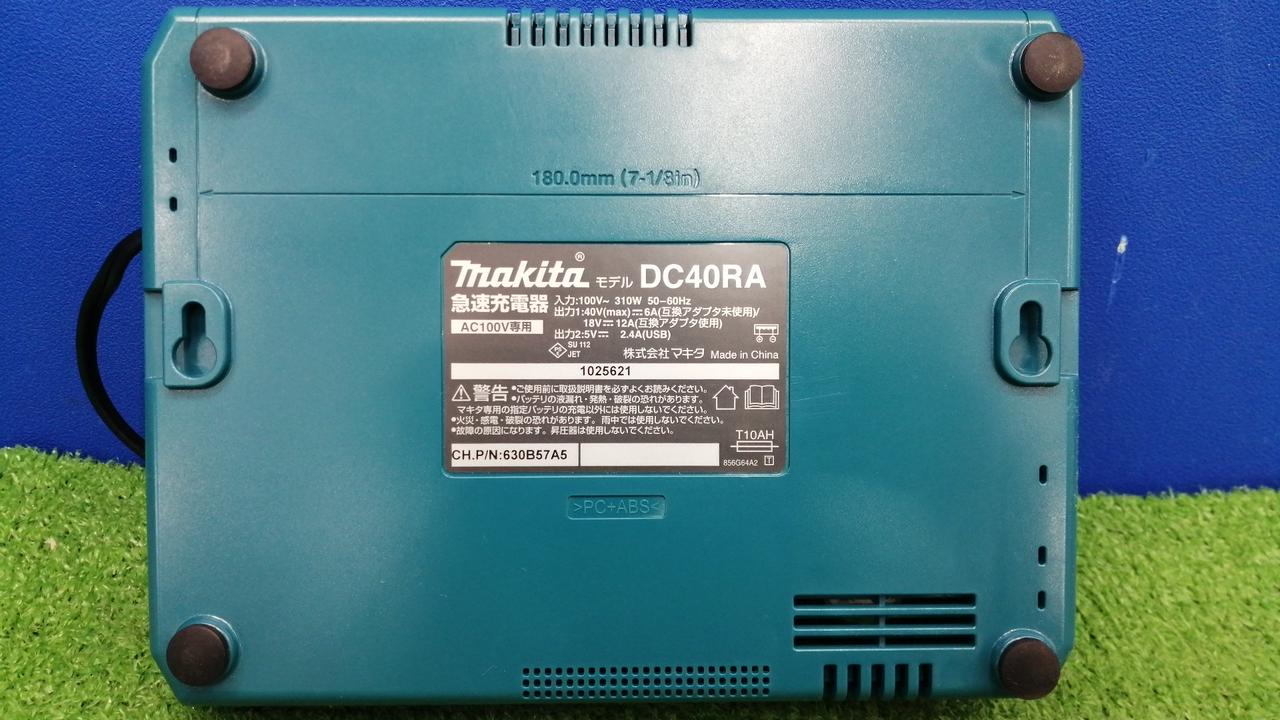 180.0mm (7-1/8in)
makita® モデル DC40RA
急速充電器
AC100V専用
入力:100V~ 310W 50-60Hz
出力1:40V(max)⎓6A(互換アダプタ未使用)/
18V⎓12A(互換アダプタ使用)
出力2:5V⎓ 2.4A(USB)
PS E SU 112
JET
株式会社マキタ Made in China
1025621
⚠警告 •ご使用前に取扱説明書を必ずよくお読みください。
•バッテリの液漏れ・発熱・破裂の恐れがあります。
マキタ専用の指定バッテリの充電以外には使用しないでください。
•火災・感電・破裂の恐れがあります。雨中では使用しないでください。
•故障の原因になります。昇圧器は使用しないでください。
T10AH
CH.P/N:630B57A5
856G64A2 T
>PC+ABS<